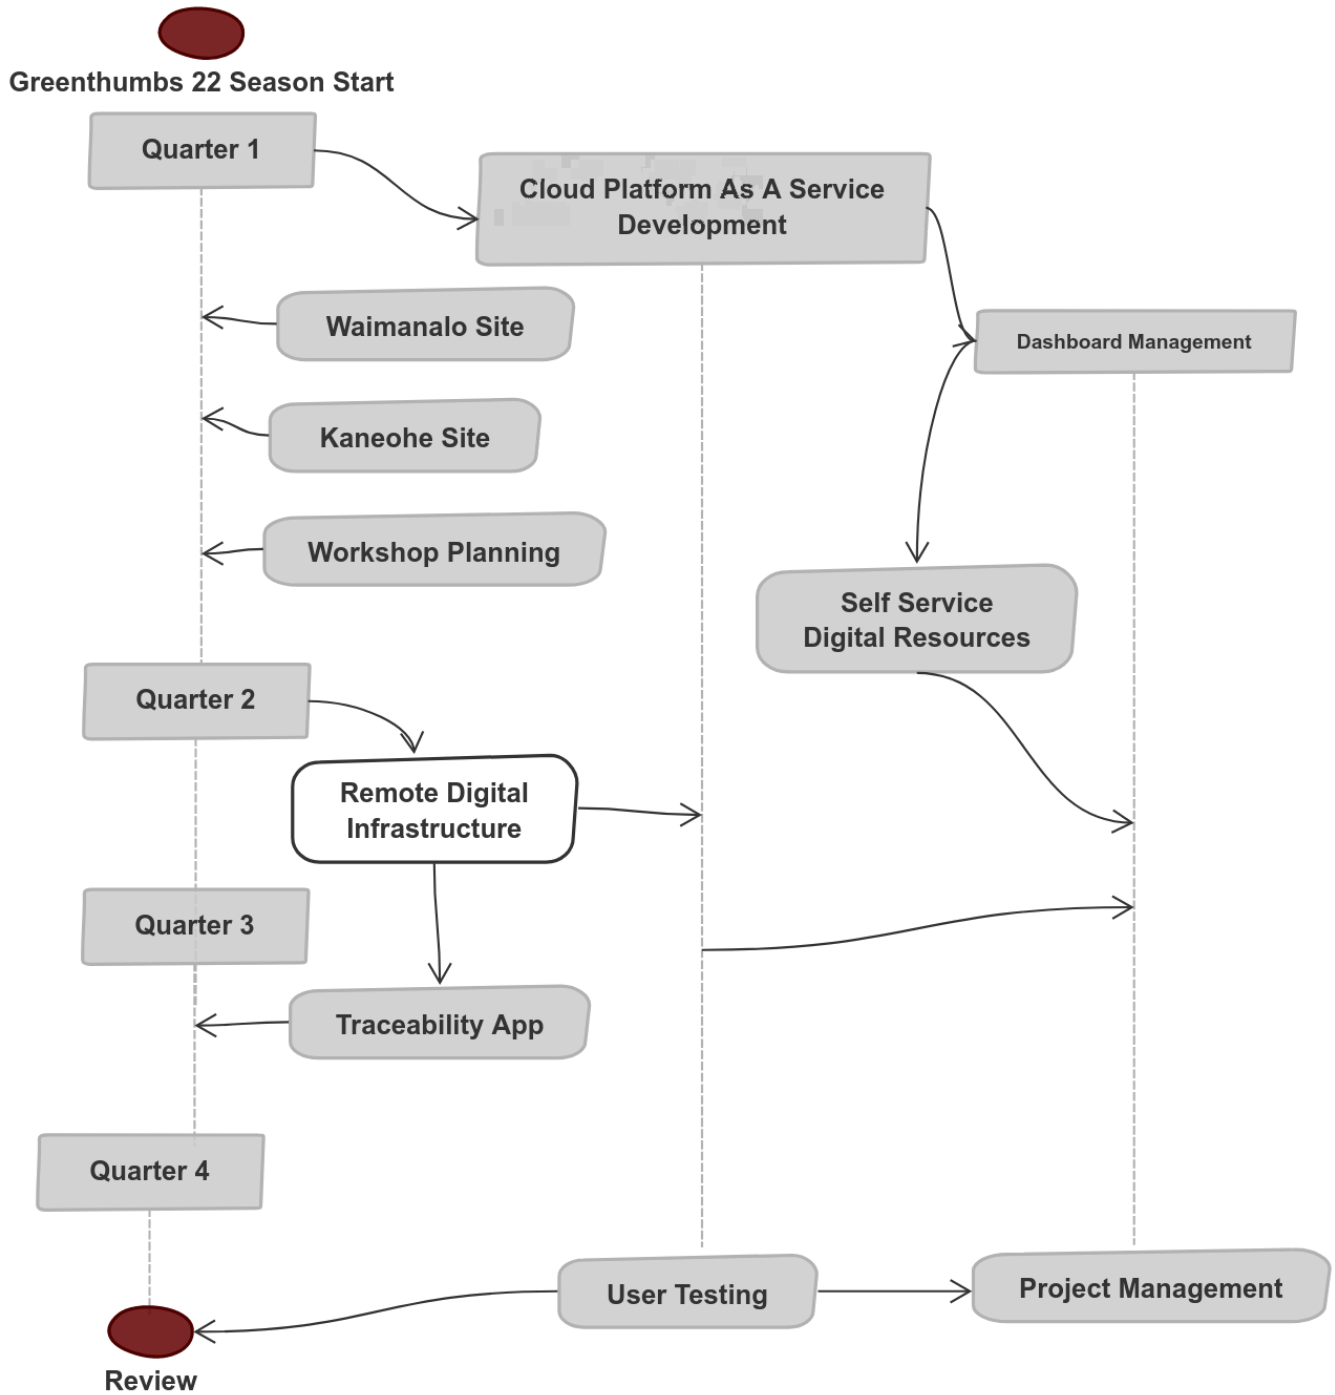 Greenthumbs 22 Season Start
Quarter 1
Cloud Platform As A Service
Development
Waimanalo Site
Dashboard Management
Kaneohe Site
Workshop Planning
Self Service
Digital Resources
Quarter 2
Remote Digital
Infrastructure
Quarter 3
Traceability App
Quarter 4
User Testing
Project Management
Review